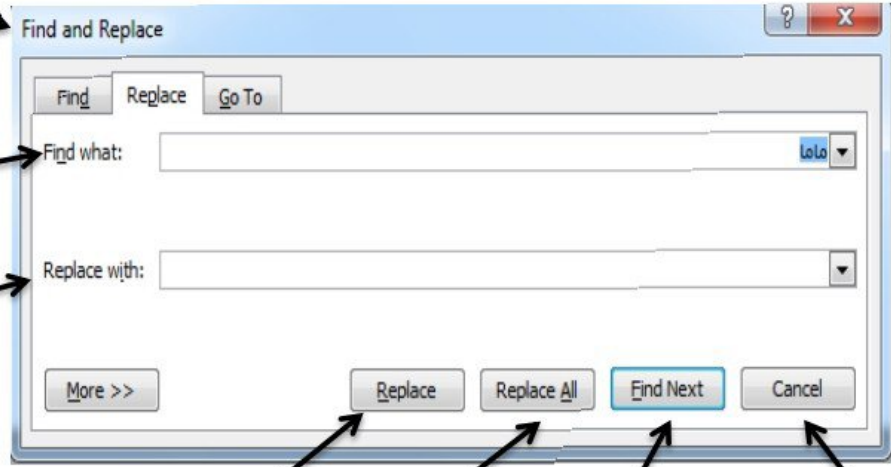 Find and Replace
Find Replace Go To
Find what: ماما
Replace with:
More >> Replace Replace All Find Next Cancel